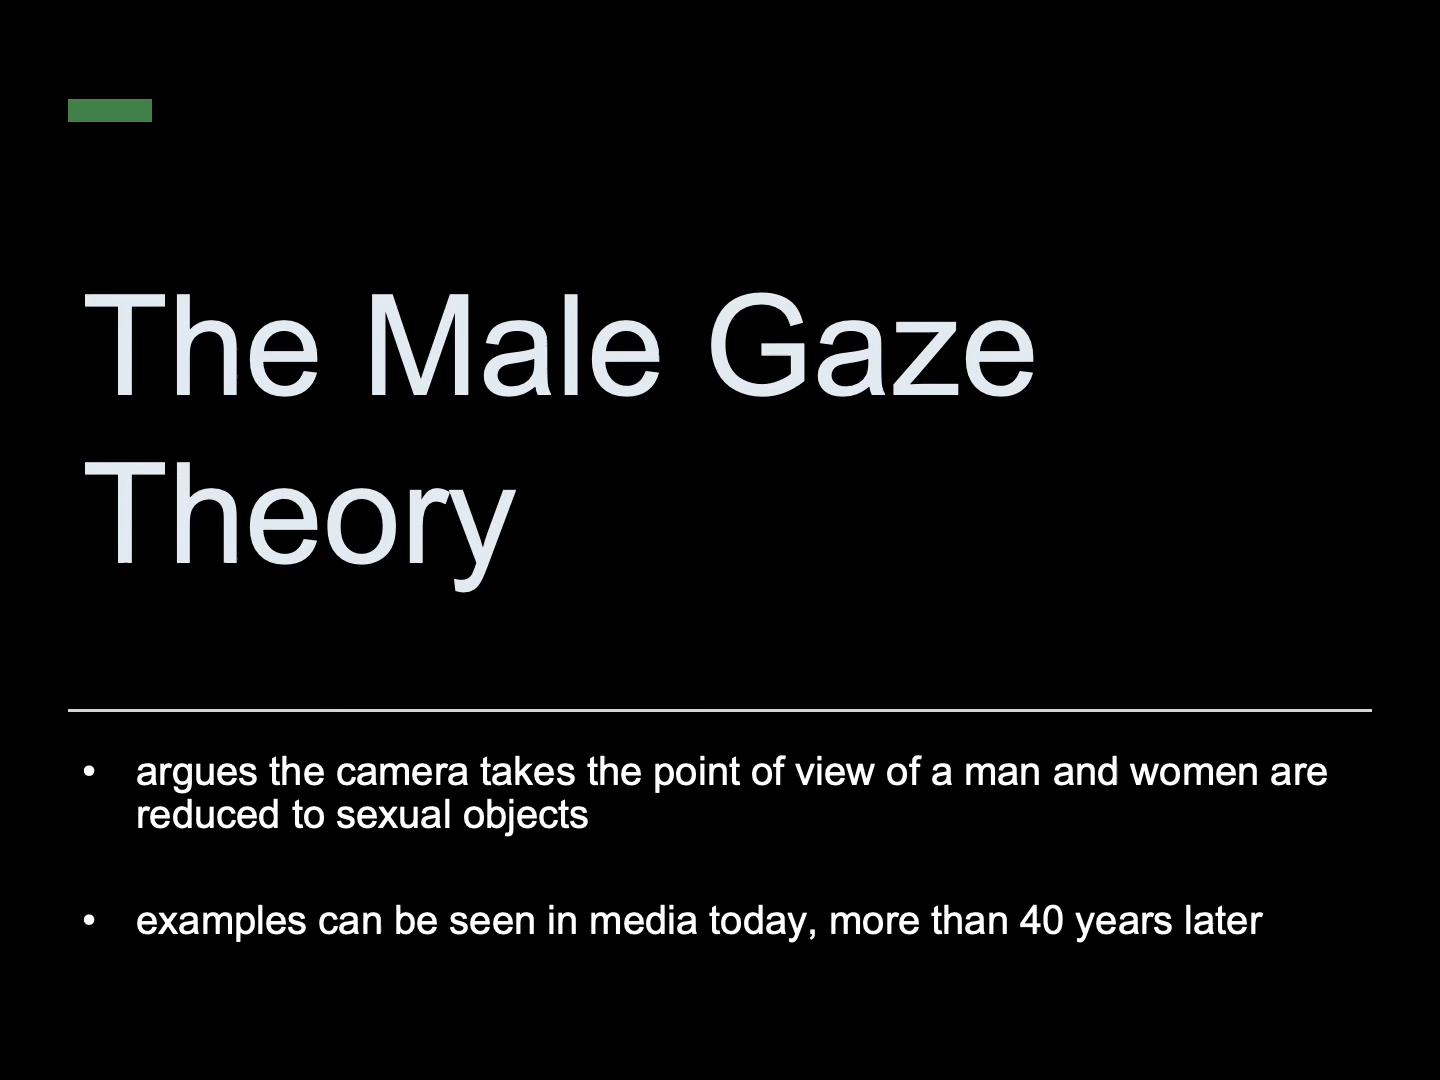 The Male Gaze
Theory
• argues the camera takes the point of view of a man and women are
reduced to sexual objects
• examples can be seen in media today, more than 40 years later